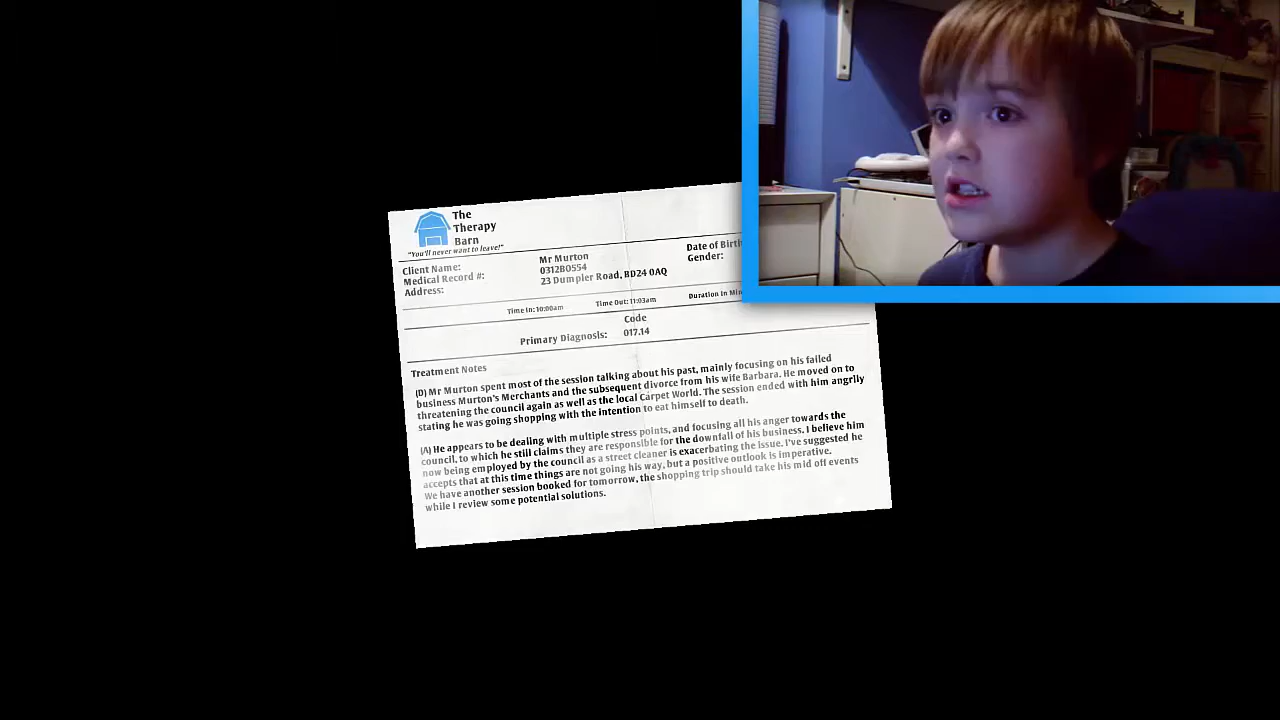 The
Therapy
Barn
"You'll never want to leave!"
Client Name: Mr Murton
Medical Record #: 0312B0554
Address: 23 Dumpler Road, BD24 0AQ
Date of Birth
Gender:
Time In: 10:00am Time Out: 11:03am Duration in Min
Code
Primary Diagnosis: 017.14
Treatment Notes
(D) Mr Murton spent most of the session talking about his past, mainly focusing on his failed
business Murton's Merchants and the subsequent divorce from his wife Barbara. He moved on to
threatening the council again as well as the local Carpet World. The session ended with him angrily
stating he was going shopping with the intention to eat himself to death.
(A) He appears to be dealing with multiple stress points, and focusing all his anger towards the
council, to which he still claims they are responsible for the downfall of his business. I believe him
now being employed by the council as a street cleaner is exacerbating the issue. I've suggested he
accepts that at this time things are not going his way, but a positive outlook is imperative.
We have another session booked for tomorrow, the shopping trip should take his mid off events
while I review some potential solutions.